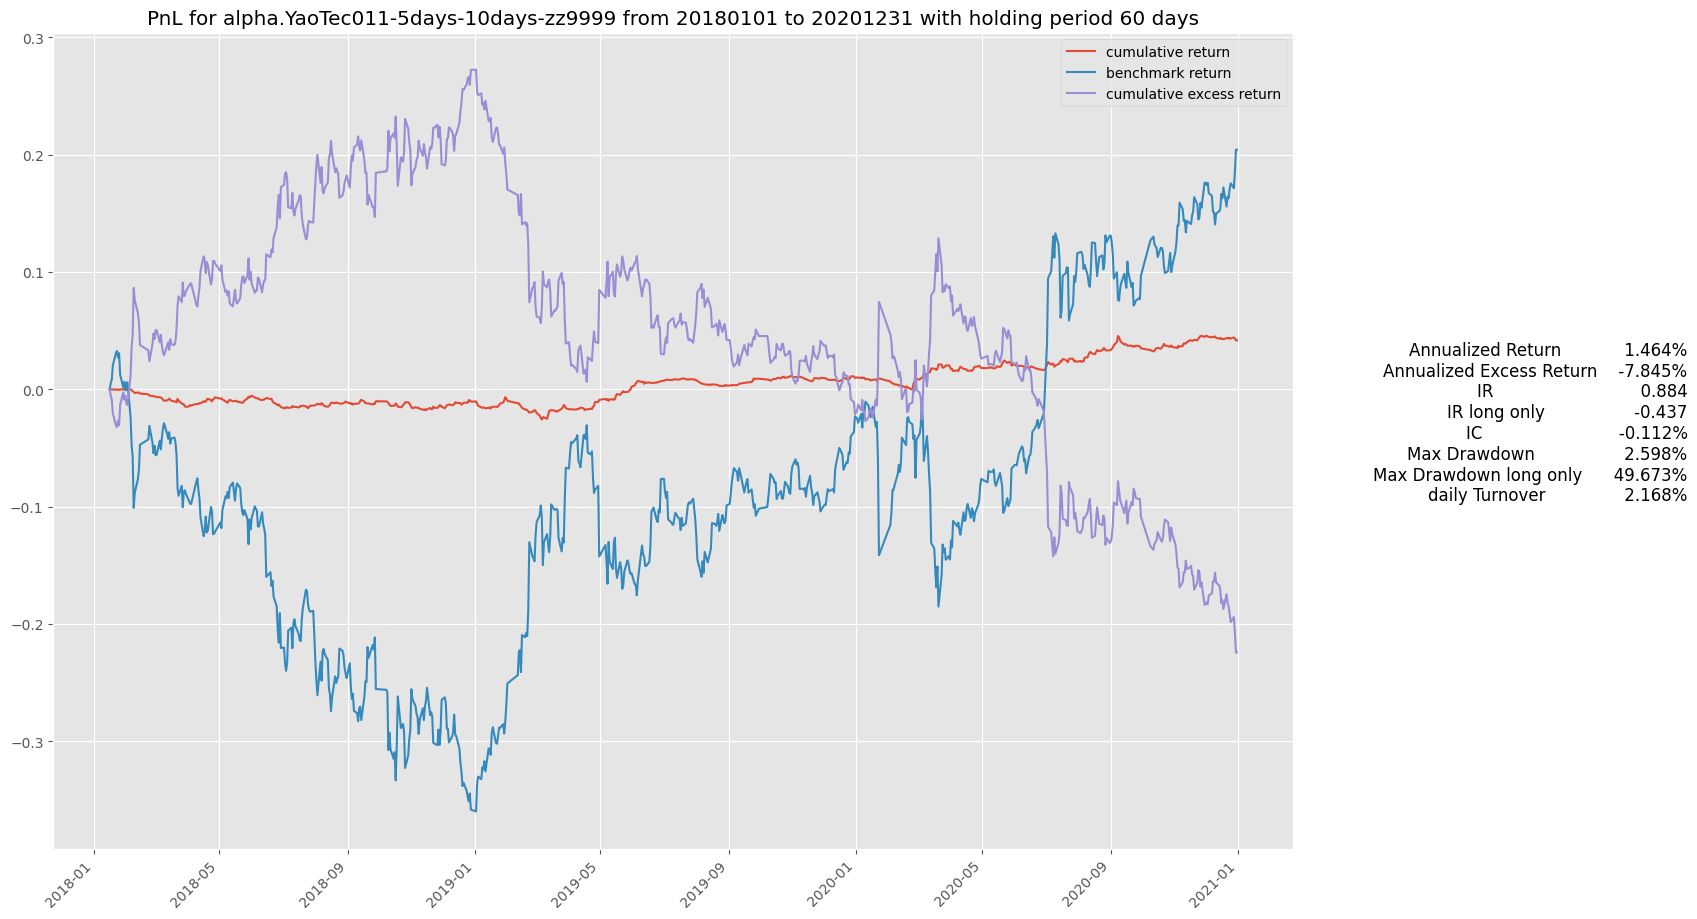 PnL for alpha.YaoTec011-5days-10days-zz9999 from 20180101 to 20201231 with holding period 60 days
cumulative return
benchmark return
cumulative excess return
0.3
0.2
0.1
0.0
−0.1
−0.2
−0.3
2018-01
2018-05
2018-09
2019-01
2019-05
2019-09
2020-01
2020-05
2020-09
2021-01
Annualized Return 1.464%
Annualized Excess Return -7.845%
IR 0.884
IR long only -0.437
IC -0.112%
Max Drawdown 2.598%
Max Drawdown long only 49.673%
daily Turnover 2.168%